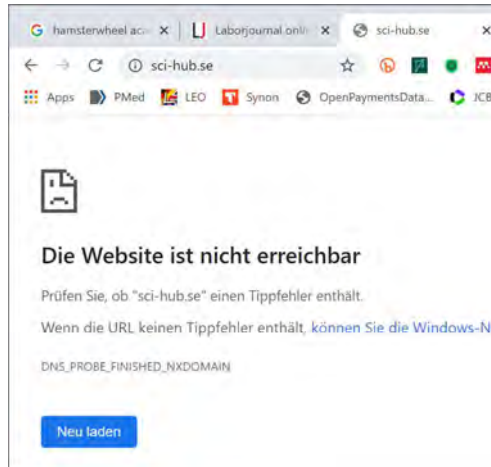 hamsterwheel aca
Laborjournal onli
sci-hub.se
sci-hub.se
Apps PMed LEO Synon OpenPaymentsData... JCB
Die Website ist nicht erreichbar
Prüfen Sie, ob "sci-hub.se" einen Tippfehler enthält.
Wenn die URL keinen Tippfehler enthält, können Sie die Windows-N
DNS_PROBE_FINISHED_NXDOMAIN
Neu laden